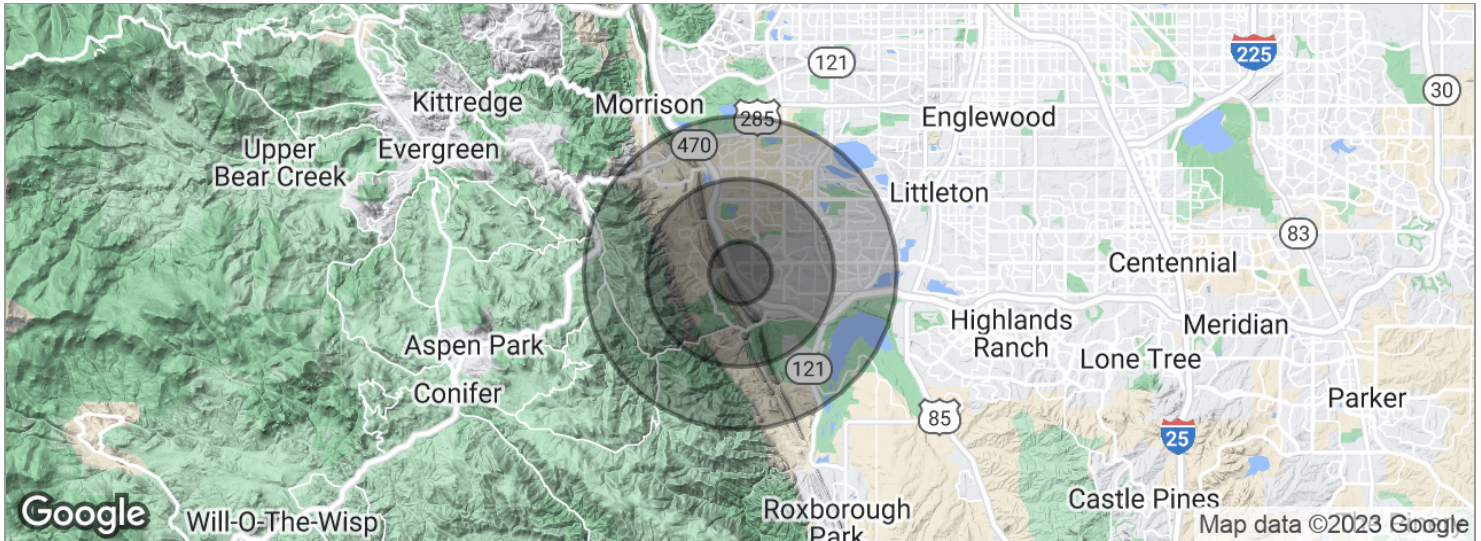 225
121
30
Kittredge
Morrison
285
Englewood
470
Upper
Bear Creek
Evergreen
Littleton
83
Centennial
Highlands
Ranch
Meridian
Aspen Park
Lone Tree
121
Conifer
Parker
85
25
Castle Pines
Roxborough
Park
Google
Will-O-The-Wisp
Map data ©2023 Google